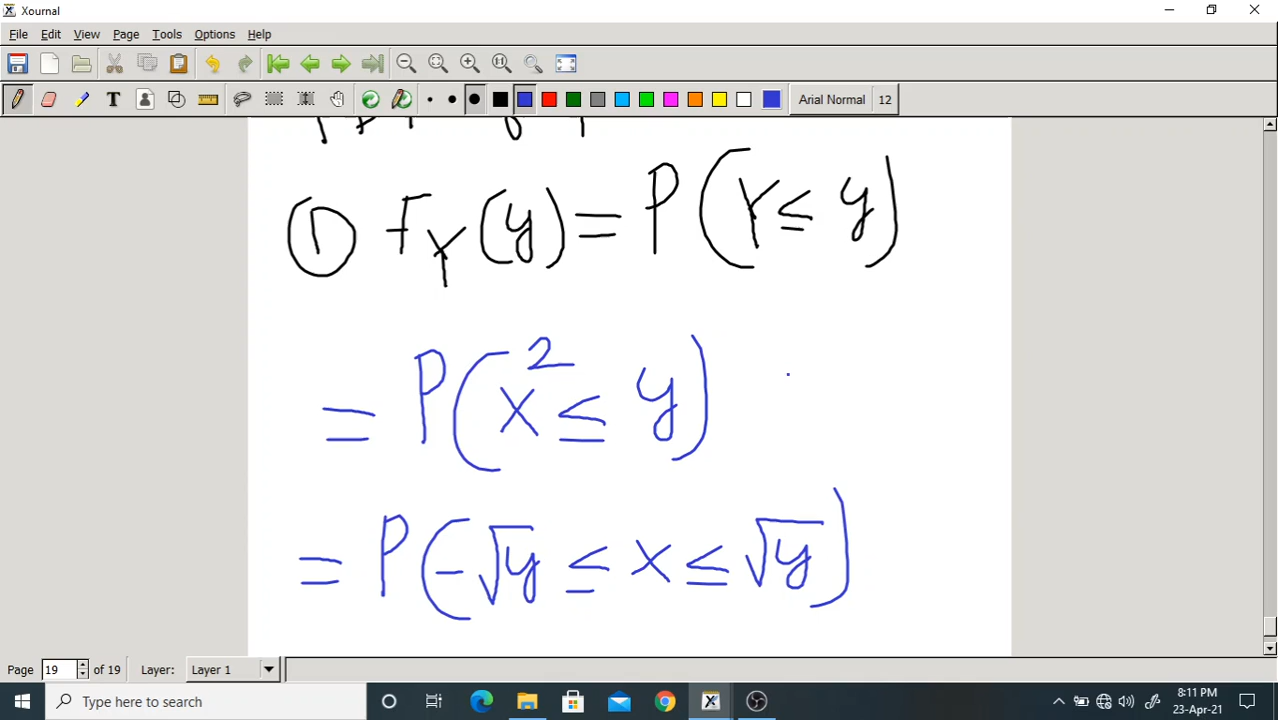 Xournal
File Edit View Page Tools Options Help
T Arial Normal 12
① F_Y(y) = P(Y ≤ y)
= P(X² ≤ y)
= P(-√y ≤ X ≤ √y)
Page 19 of 19 Layer: Layer 1
Type here to search
8:11 PM
23-Apr-21